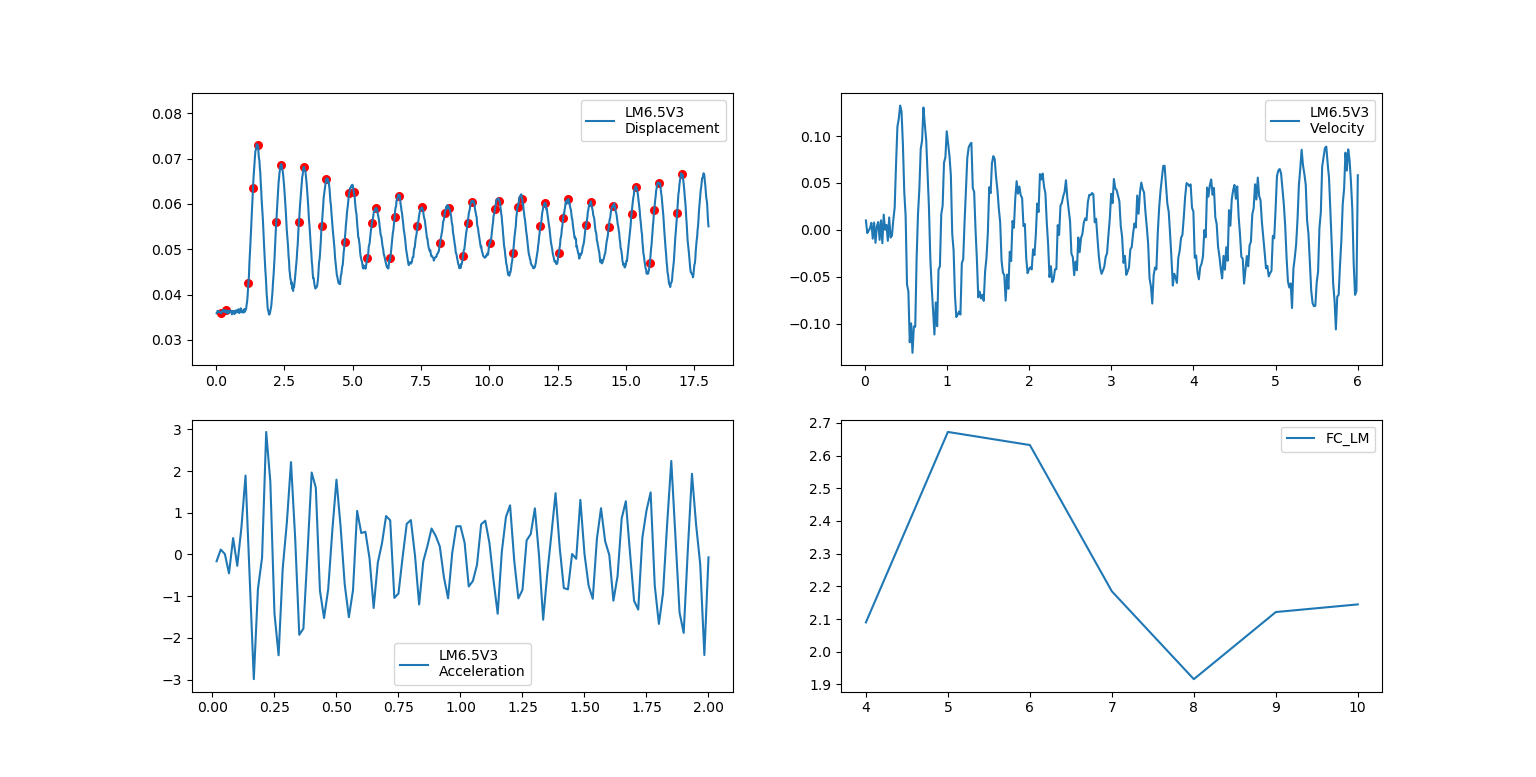 0.08
0.07
0.06
0.05
0.04
0.03
0.0 2.5 5.0 7.5 10.0 12.5 15.0 17.5
LM6.5V3
Displacement
0.10
0.05
0.00
−0.05
−0.10
0 1 2 3 4 5 6
LM6.5V3
Velocity
3
2
1
0
−1
−2
−3
0.00 0.25 0.50 0.75 1.00 1.25 1.50 1.75 2.00
LM6.5V3
Acceleration
2.7
2.6
2.5
2.4
2.3
2.2
2.1
2.0
1.9
4 5 6 7 8 9 10
FC_LM